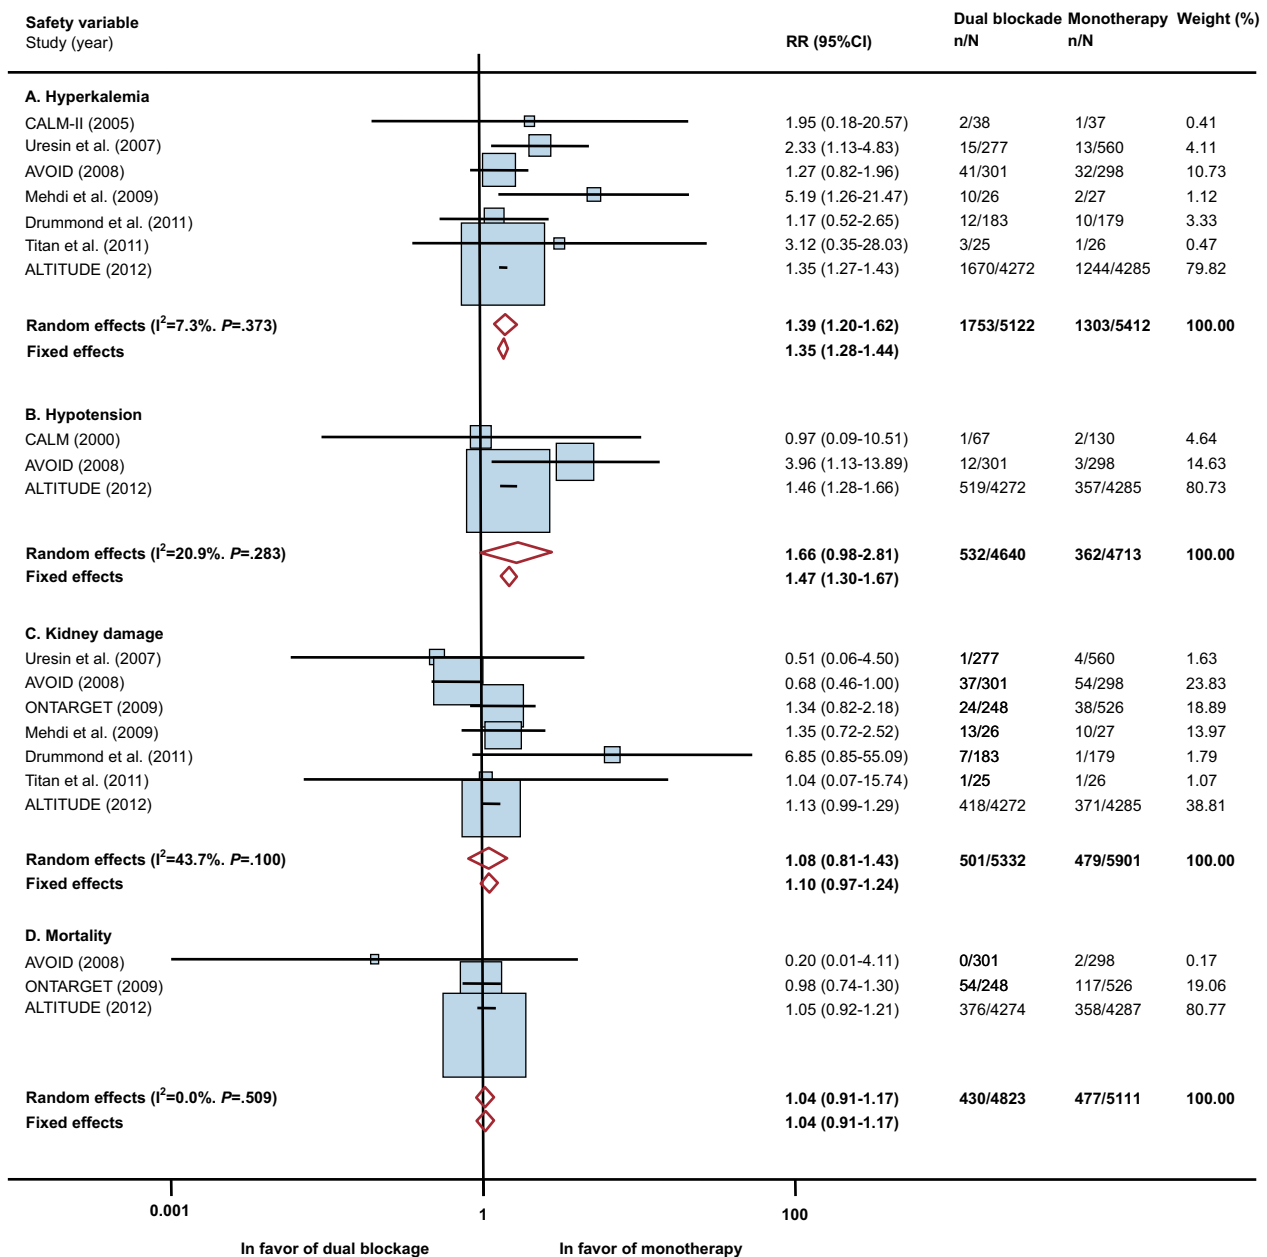 Safety variable Dual blockade Monotherapy Weight (%)
Study (year) RR (95%CI) n/N n/N
A. Hyperkalemia
CALM-II (2005) 1.95 (0.18-20.57) 2/38 1/37 0.41
Uresin et al. (2007) 2.33 (1.13-4.83) 15/277 13/560 4.11
AVOID (2008) 1.27 (0.82-1.96) 41/301 32/298 10.73
Mehdi et al. (2009) 5.19 (1.26-21.47) 10/26 2/27 1.12
Drummond et al. (2011) 1.17 (0.52-2.65) 12/183 10/179 3.33
Titan et al. (2011) 3.12 (0.35-28.03) 3/25 1/26 0.47
ALTITUDE (2012) 1.35 (1.27-1.43) 1670/4272 1244/4285 79.82
Random effects (I²=7.3%. P=.373) 1.39 (1.20-1.62) 1753/5122 1303/5412 100.00
Fixed effects 1.35 (1.28-1.44)
B. Hypotension
CALM (2000) 0.97 (0.09-10.51) 1/67 2/130 4.64
AVOID (2008) 3.96 (1.13-13.89) 12/301 3/298 14.63
ALTITUDE (2012) 1.46 (1.28-1.66) 519/4272 357/4285 80.73
Random effects (I²=20.9%. P=.283) 1.66 (0.98-2.81) 532/4640 362/4713 100.00
Fixed effects 1.47 (1.30-1.67)
C. Kidney damage
Uresin et al. (2007) 0.51 (0.06-4.50) 1/277 4/560 1.63
AVOID (2008) 0.68 (0.46-1.00) 37/301 54/298 23.83
ONTARGET (2009) 1.34 (0.82-2.18) 24/248 38/526 18.89
Mehdi et al. (2009) 1.35 (0.72-2.52) 13/26 10/27 13.97
Drummond et al. (2011) 6.85 (0.85-55.09) 7/183 1/179 1.79
Titan et al. (2011) 1.04 (0.07-15.74) 1/25 1/26 1.07
ALTITUDE (2012) 1.13 (0.99-1.29) 418/4272 371/4285 38.81
Random effects (I²=43.7%. P=.100) 1.08 (0.81-1.43) 501/5332 479/5901 100.00
Fixed effects 1.10 (0.97-1.24)
D. Mortality
AVOID (2008) 0.20 (0.01-4.11) 0/301 2/298 0.17
ONTARGET (2009) 0.98 (0.74-1.30) 54/248 117/526 19.06
ALTITUDE (2012) 1.05 (0.92-1.21) 376/4274 358/4287 80.77
Random effects (I²=0.0%. P=.509) 1.04 (0.91-1.17) 430/4823 477/5111 100.00
Fixed effects 1.04 (0.91-1.17)
0.001 1 100
In favor of dual blockage In favor of monotherapy